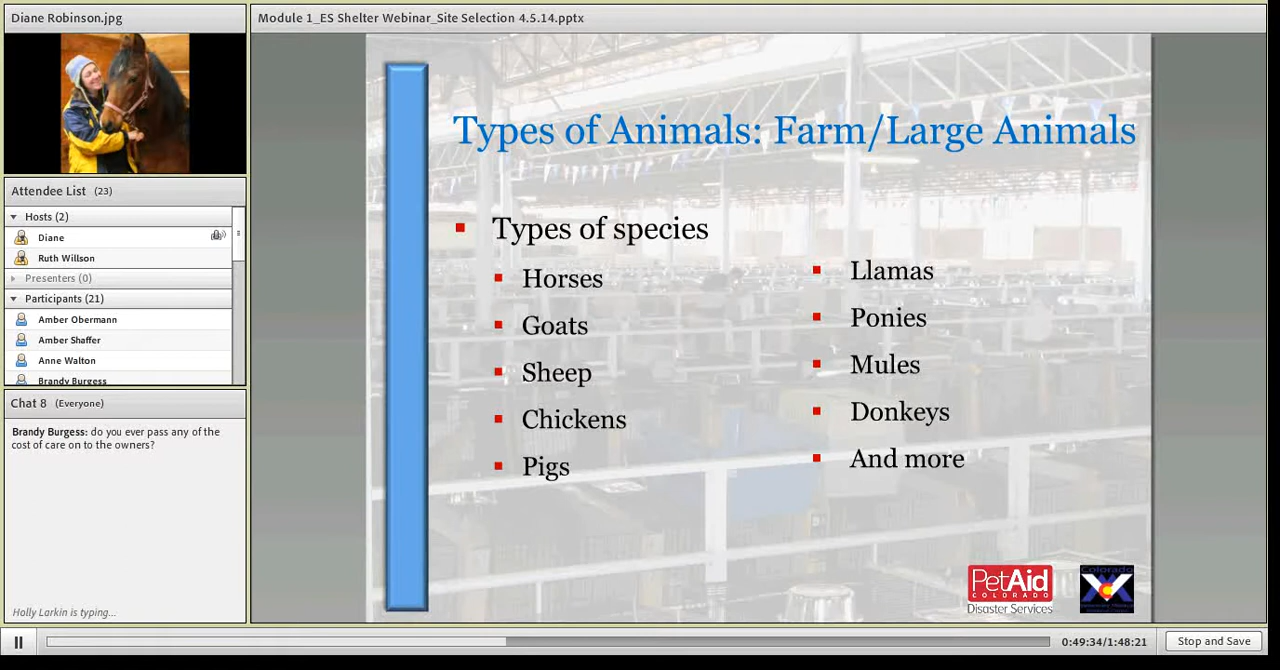 Diane Robinson.jpg
Attendee List (23)
Hosts (2)
Diane
Ruth Willson
Presenters (0)
Participants (21)
Amber Obermann
Amber Shaffer
Anne Walton
Brandy Burgess
Chat 8 (Everyone)
Brandy Burgess: do you ever pass any of the
cost of care on to the owners?
Holly Larkin is typing...
Module 1_ES Shelter Webinar_Site Selection 4.5.14.pptx
Types of Animals: Farm/Large Animals
Types of species
Horses
Goats
Sheep
Chickens
Pigs
Llamas
Ponies
Mules
Donkeys
And more
PetAid
COLORADO
Disaster Services
Colorado
0:49:34/1:48:21
Stop and Save